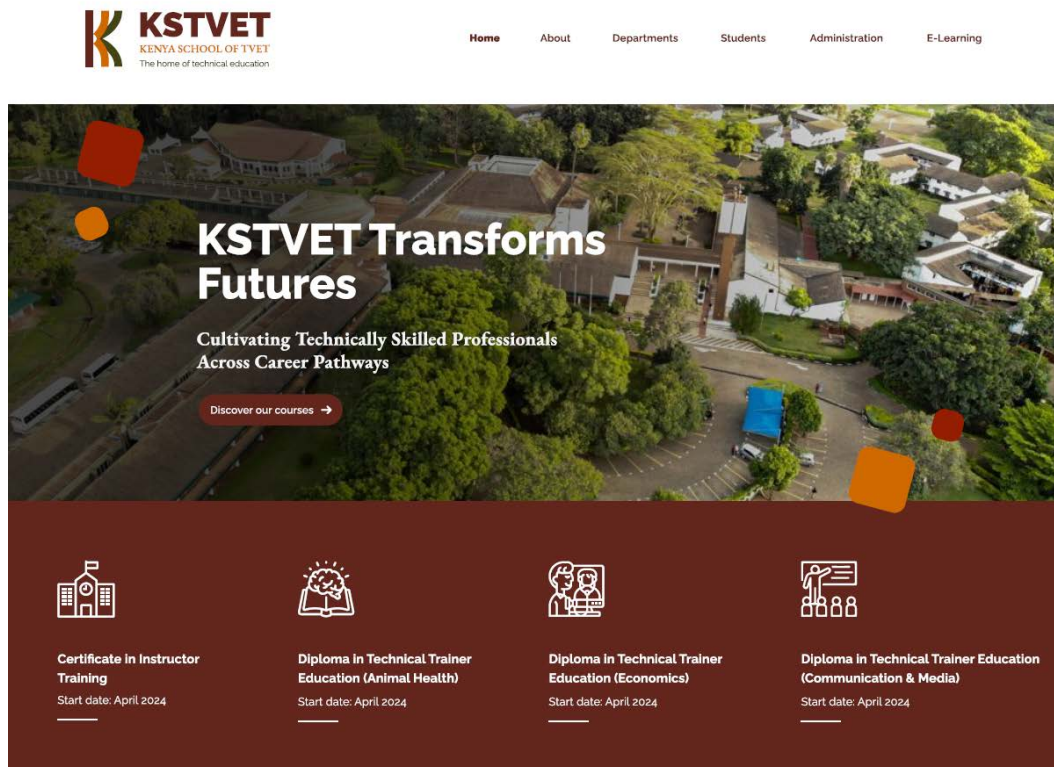 KSTVET
KENYA SCHOOL OF TVET
The home of technical education
Home About Departments Students Administration E-Learning
KSTVET Transforms
Futures
Cultivating Technically Skilled Professionals
Across Career Pathways
Discover our courses →
Certificate in Instructor
Training
Start date: April 2024
Diploma in Technical Trainer
Education (Animal Health)
Start date: April 2024
Diploma in Technical Trainer
Education (Economics)
Start date: April 2024
Diploma in Technical Trainer Education
(Communication & Media)
Start date: April 2024